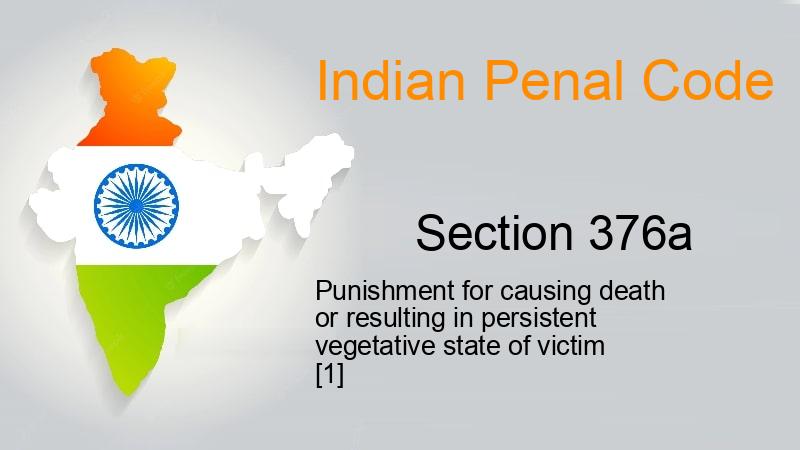 Indian Penal Code
Section 376a
Punishment for causing death
or resulting in persistent
vegetative state of victim
[1]